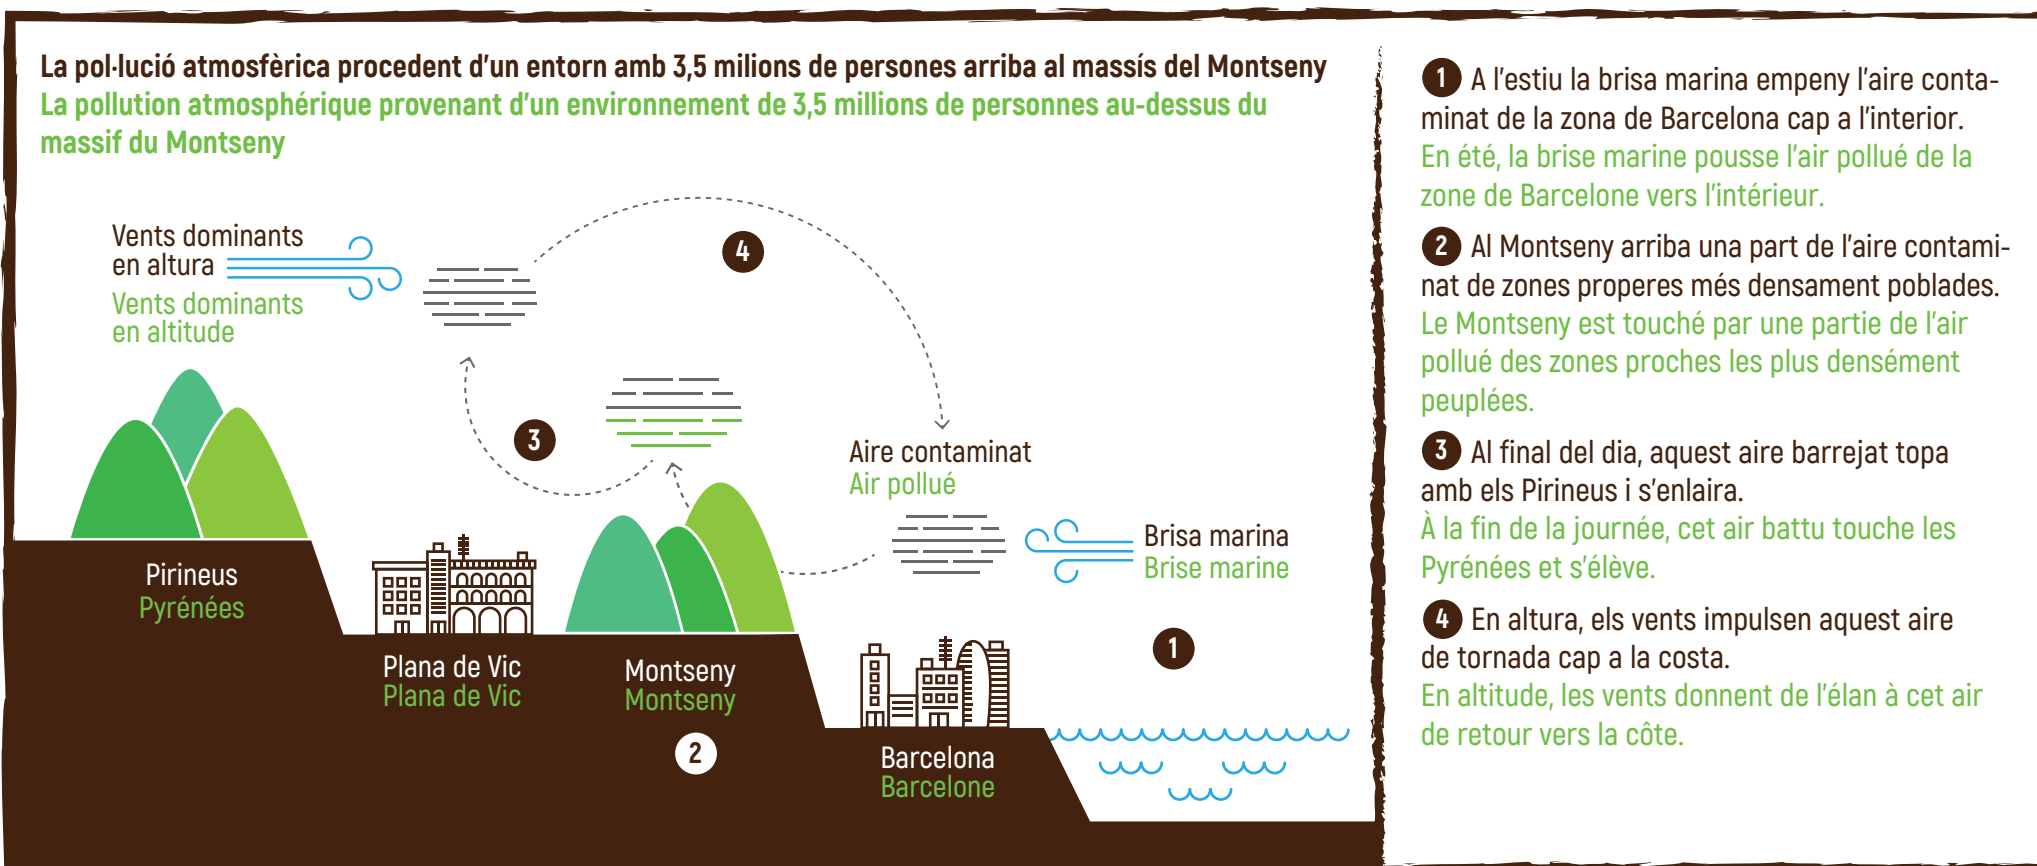 La pol·lució atmosfèrica procedent d'un entorn amb 3,5 milions de persones arriba al massís del Montseny
La pollution atmosphérique provenant d'un environnement de 3,5 millions de personnes au-dessus du
massif du Montseny
Vents dominants
en altura
Vents dominants
en altitude
4
3
Aire contaminat
Air pollué
Brisa marina
Brise marine
Pirineus
Pyrénées
Plana de Vic
Plana de Vic
Montseny
Montseny
2
1
Barcelona
Barcelone
1 A l'estiu la brisa marina empeny l'aire conta-
minat de la zona de Barcelona cap a l'interior.
En été, la brise marine pousse l'air pollué de la
zone de Barcelone vers l'intérieur.
2 Al Montseny arriba una part de l'aire contami-
nat de zones properes més densament poblades.
Le Montseny est touché par une partie de l'air
pollué des zones proches les plus densément
peuplées.
3 Al final del dia, aquest aire barrejat topa
amb els Pirineus i s'enlaira.
À la fin de la journée, cet air battu touche les
Pyrénées et s'élève.
4 En altura, els vents impulsen aquest aire
de tornada cap a la costa.
En altitude, les vents donnent de l'élan à cet air
de retour vers la côte.